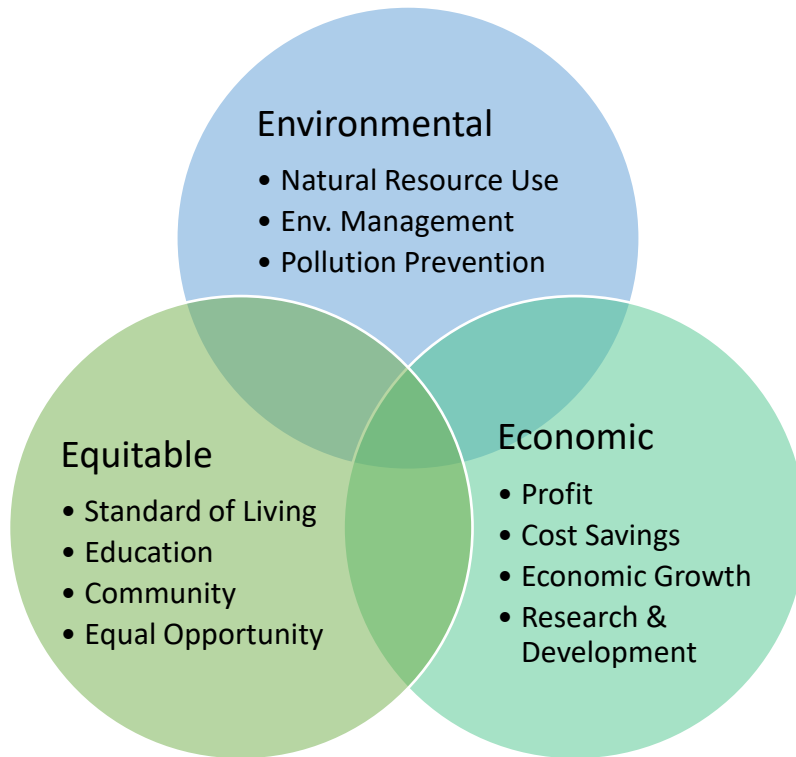 Environmental
• Natural Resource Use
• Env. Management
• Pollution Prevention
Equitable
• Standard of Living
• Education
• Community
• Equal Opportunity
Economic
• Profit
• Cost Savings
• Economic Growth
• Research &
Development